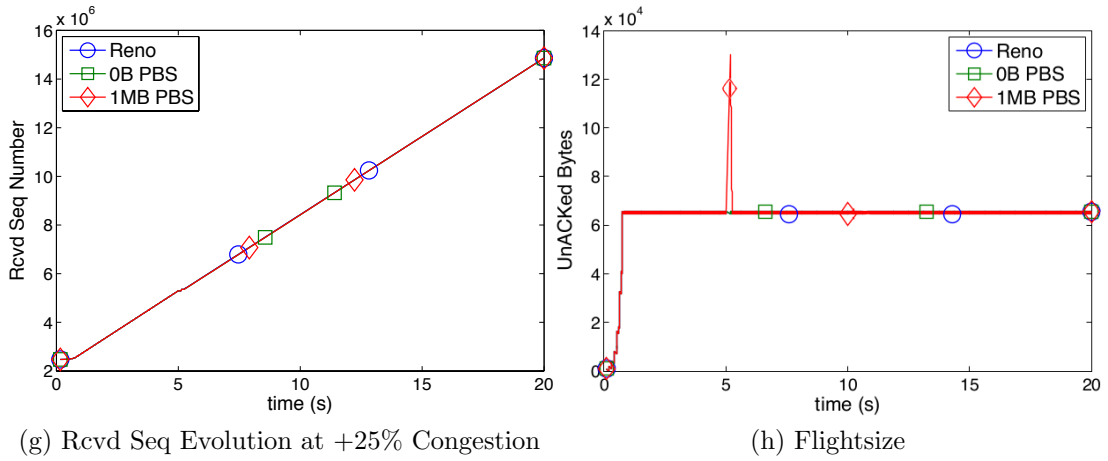 x 10^6
16
14
12
10
8
6
4
2
Rcvd Seq Number
Reno
0B PBS
1MB PBS
0
5
10
15
20
time (s)
(g) Rcvd Seq Evolution at +25% Congestion
x 10^4
14
12
10
8
6
4
2
0
UnACKed Bytes
Reno
0B PBS
1MB PBS
0
5
10
15
20
time (s)
(h) Flightsize